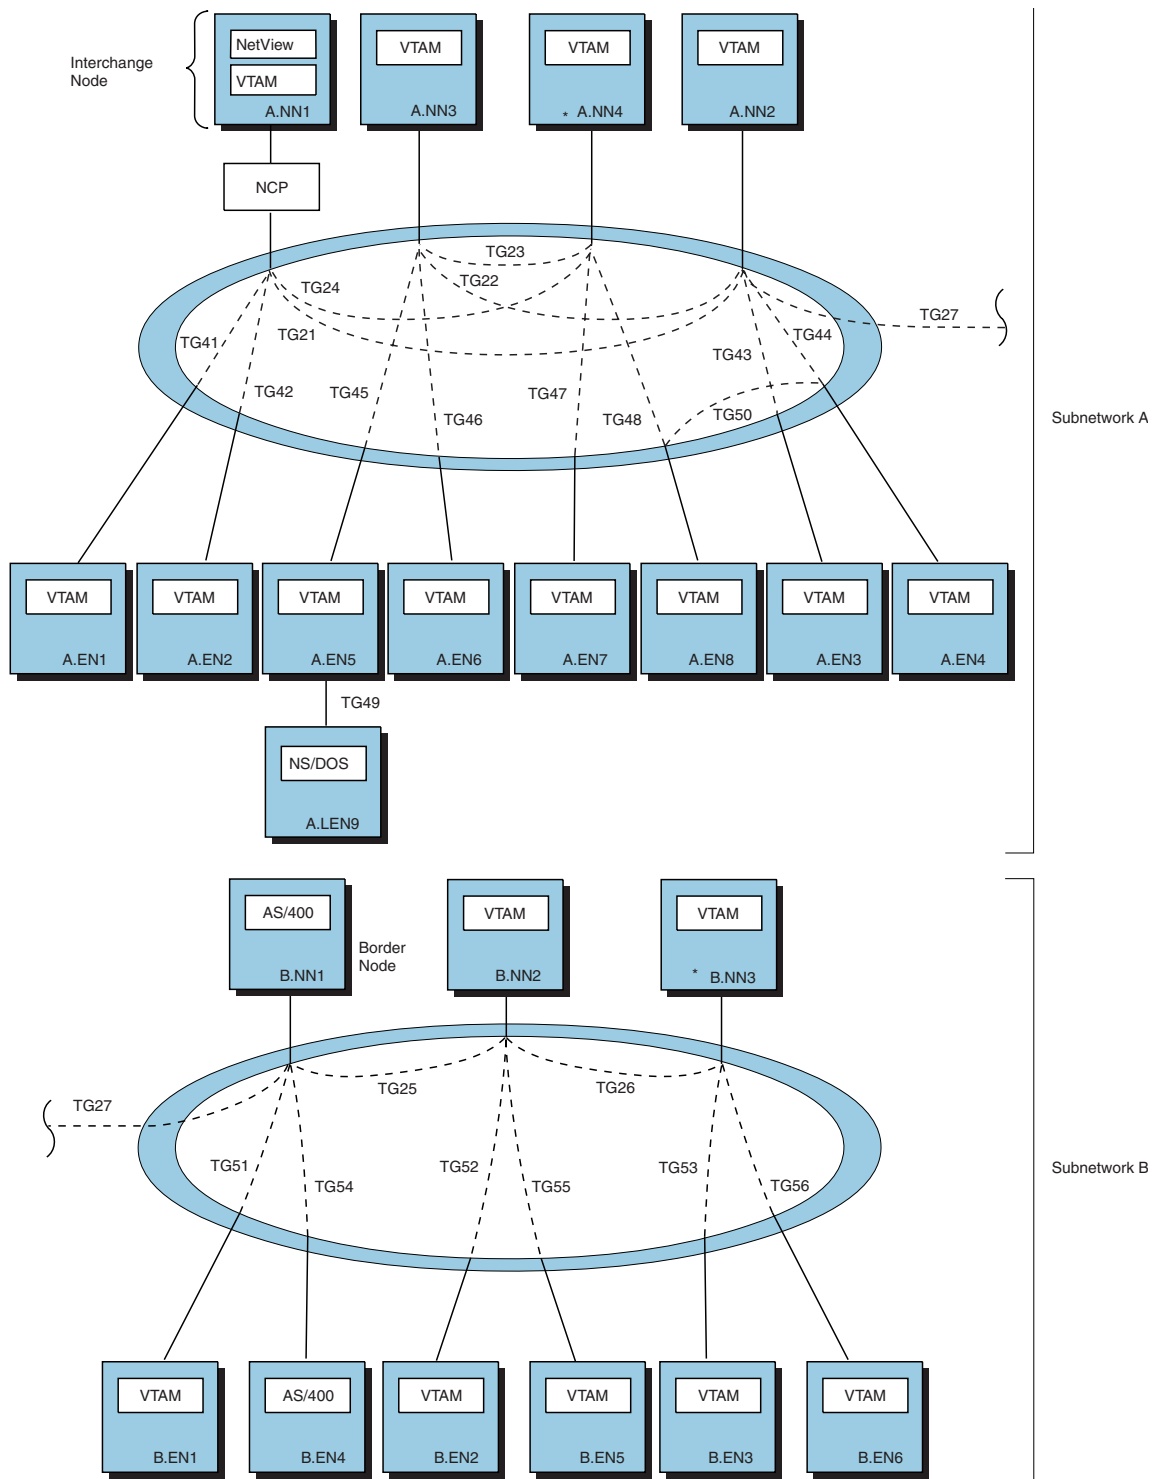 Interchange
Node
NetView
VTAM
A.NN1
VTAM
A.NN3
VTAM
* A.NN4
VTAM
A.NN2
NCP
TG23
TG22
TG24
TG21
TG27
TG41
TG42
TG45
TG46
TG47
TG48
TG43
TG44
TG50
Subnetwork A
VTAM
A.EN1
VTAM
A.EN2
VTAM
A.EN5
VTAM
A.EN6
VTAM
A.EN7
VTAM
A.EN8
VTAM
A.EN3
VTAM
A.EN4
TG49
NS/DOS
A.LEN9
AS/400
B.NN1
Border
Node
VTAM
B.NN2
VTAM
* B.NN3
TG25
TG26
TG27
TG51
TG54
TG52
TG55
TG53
TG56
Subnetwork B
VTAM
B.EN1
AS/400
B.EN4
VTAM
B.EN2
VTAM
B.EN5
VTAM
B.EN3
VTAM
B.EN6